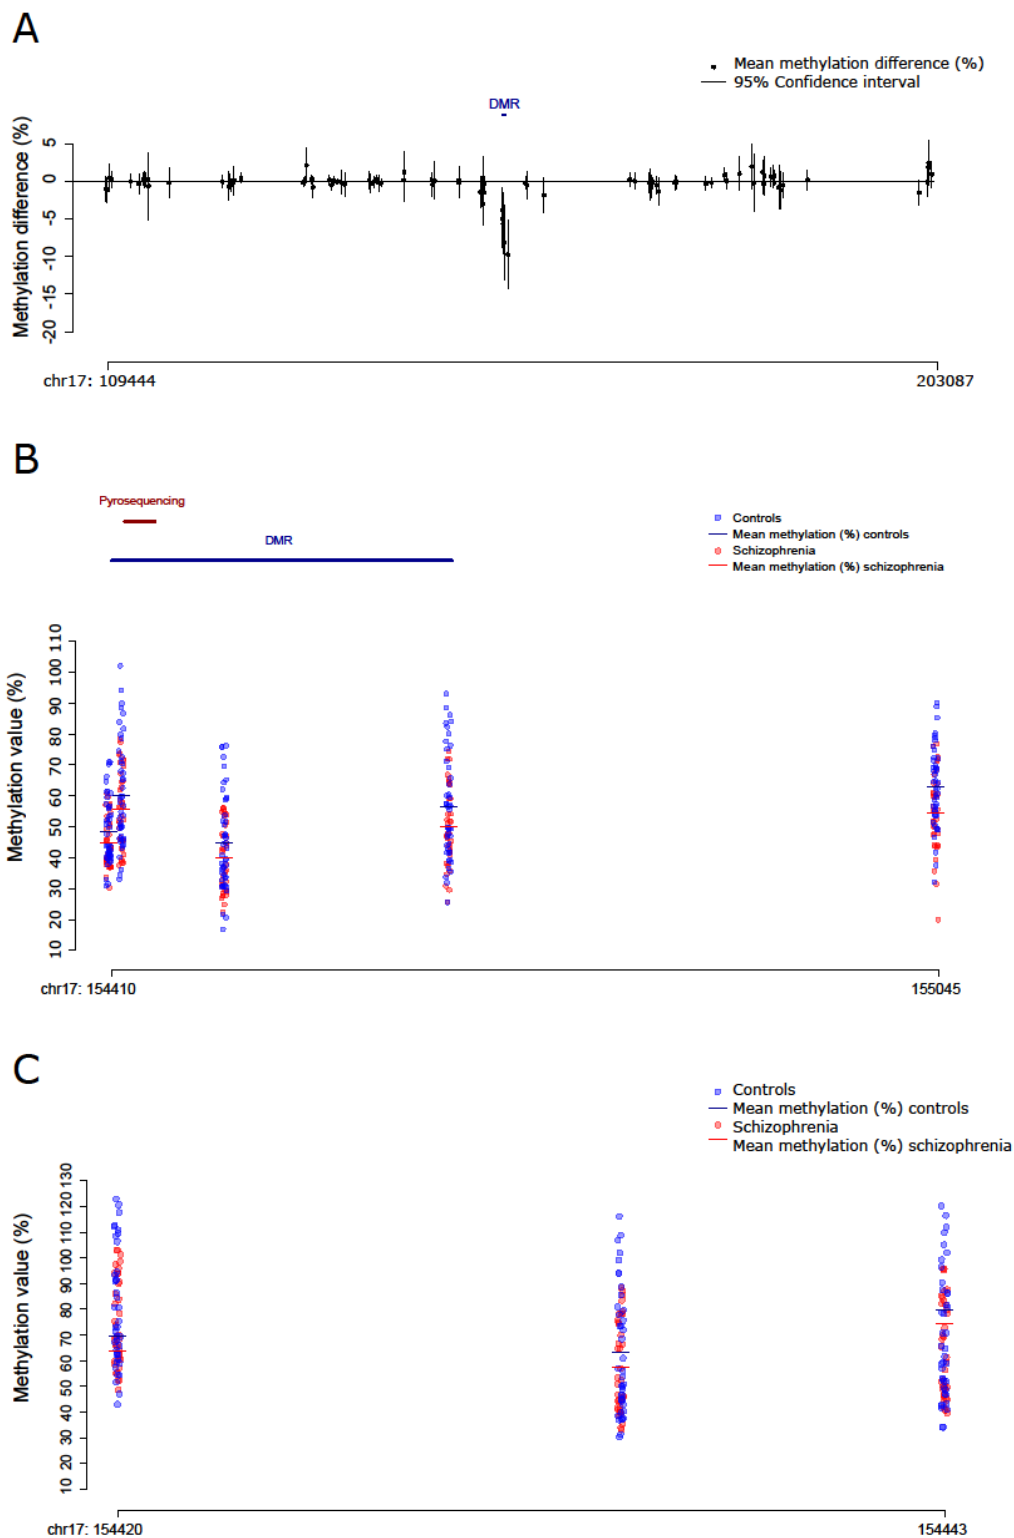 A
Mean methylation difference (%)
95% Confidence interval
DMR
Methylation difference (%)
5
0
-5
-10
-15
-20
chr17: 109444
203087
B
Pyrosequencing
DMR
Controls
Mean methylation (%) controls
Schizophrenia
Mean methylation (%) schizophrenia
Methylation value (%)
110
100
90
80
70
60
50
40
30
20
10
chr17: 154410
155045
C
Controls
Mean methylation (%) controls
Schizophrenia
Mean methylation (%) schizophrenia
Methylation value (%)
130
120
110
100
90
80
70
60
50
40
30
20
10
chr17: 154420
154443